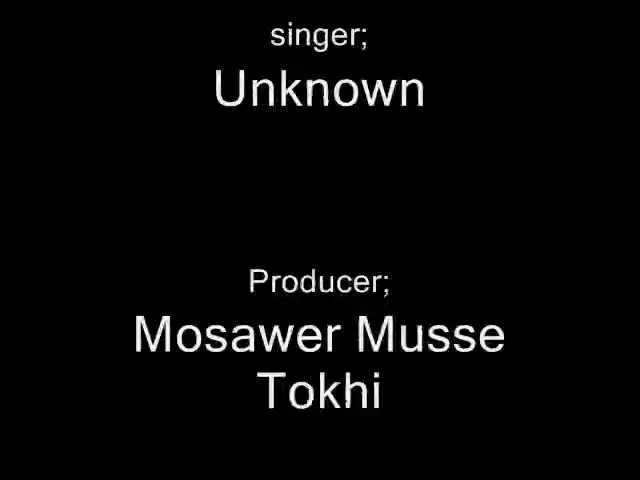 singer;
Unknown
Producer;
Mosawer Musse
Tokhi